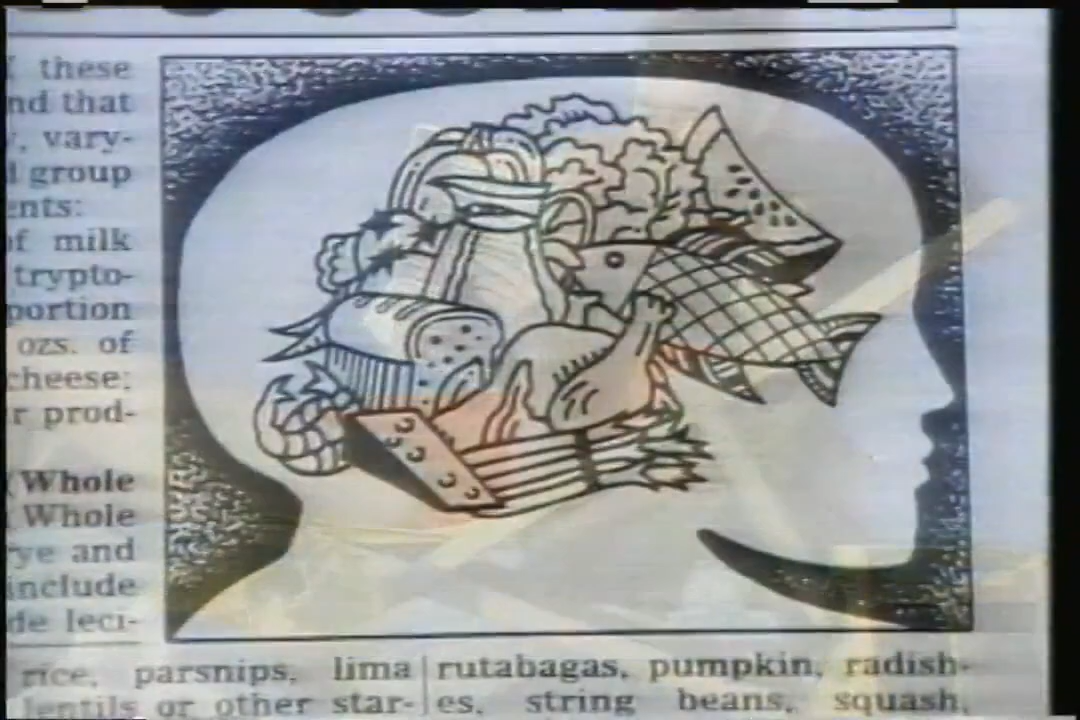 these
nd that
, vary-
group
ents:
of milk
trypto-
portion
ozs. of
cheese;
r prod-
Whole
Whole
ye and
include
de leci-
rice, parsnips, lima
lentils or other star-
rutabagas, pumpkin, radish-
es, string beans, squash,